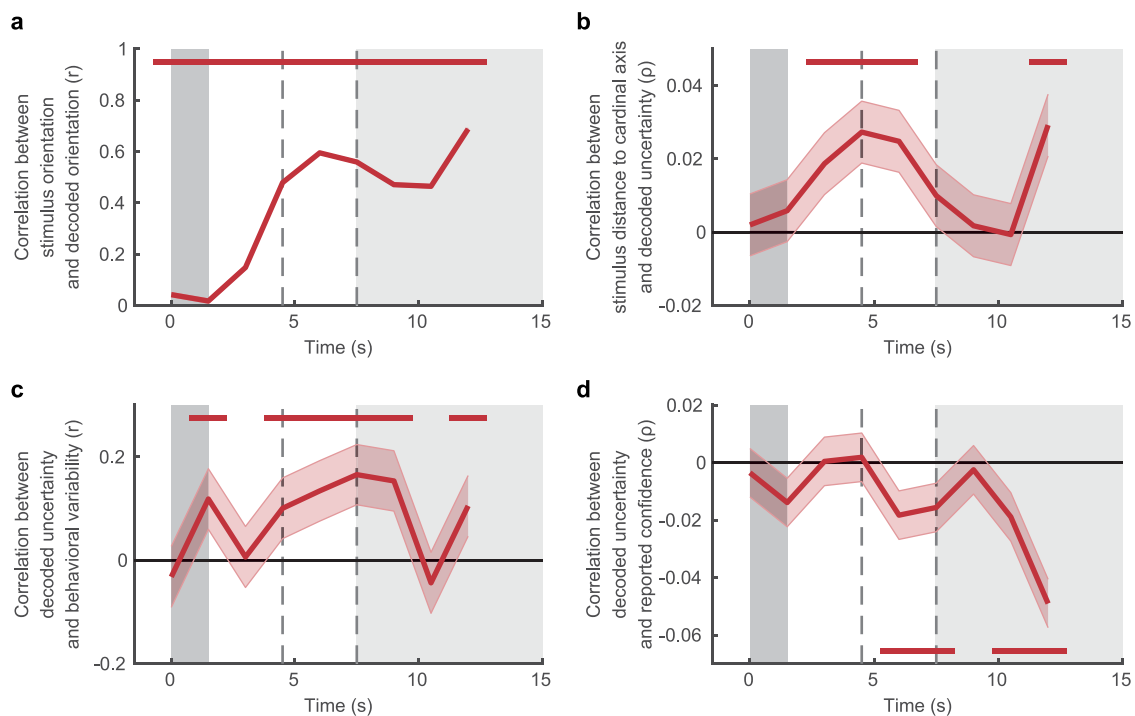 a
Correlation between
stimulus orientation
and decoded orientation (r)
1
0.8
0.6
0.4
0.2
0
0
5
10
15
Time (s)
b
Correlation between
stimulus distance to cardinal axis
and decoded uncertainty (ρ)
0.04
0.02
0
-0.02
0
5
10
15
Time (s)
c
Correlation between
decoded uncertainty
and behavioral variability (r)
0.2
0
-0.2
0
5
10
15
Time (s)
d
Correlation between
decoded uncertainty
and reported confidence (ρ)
0.02
0
-0.02
-0.04
-0.06
0
5
10
15
Time (s)